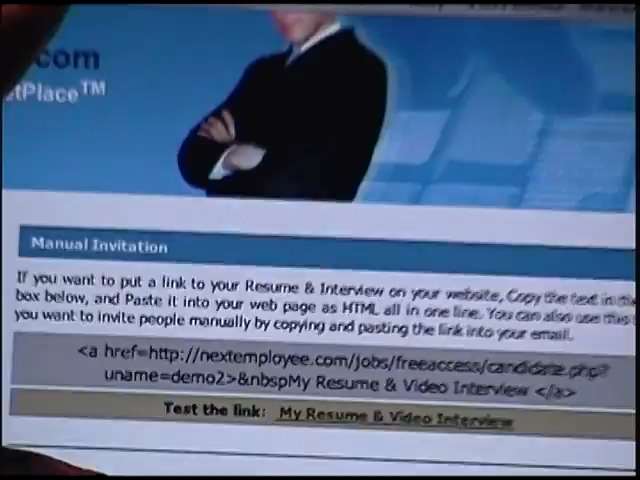 .com
etPlace™
Manual Invitation
If you want to put a link to your Resume & Interview on your website, Copy the text in this
box below, and Paste it into your web page as HTML all in one line. You can also use this
you want to invite people manually by copying and pasting the link into your email.
<a href=http://nextemployee.com/jobs/freeaccess/candidate.php?
uname=demo2>&nbspMy Resume & Video Interview </a>
Test the link: My Resume & Video Interview